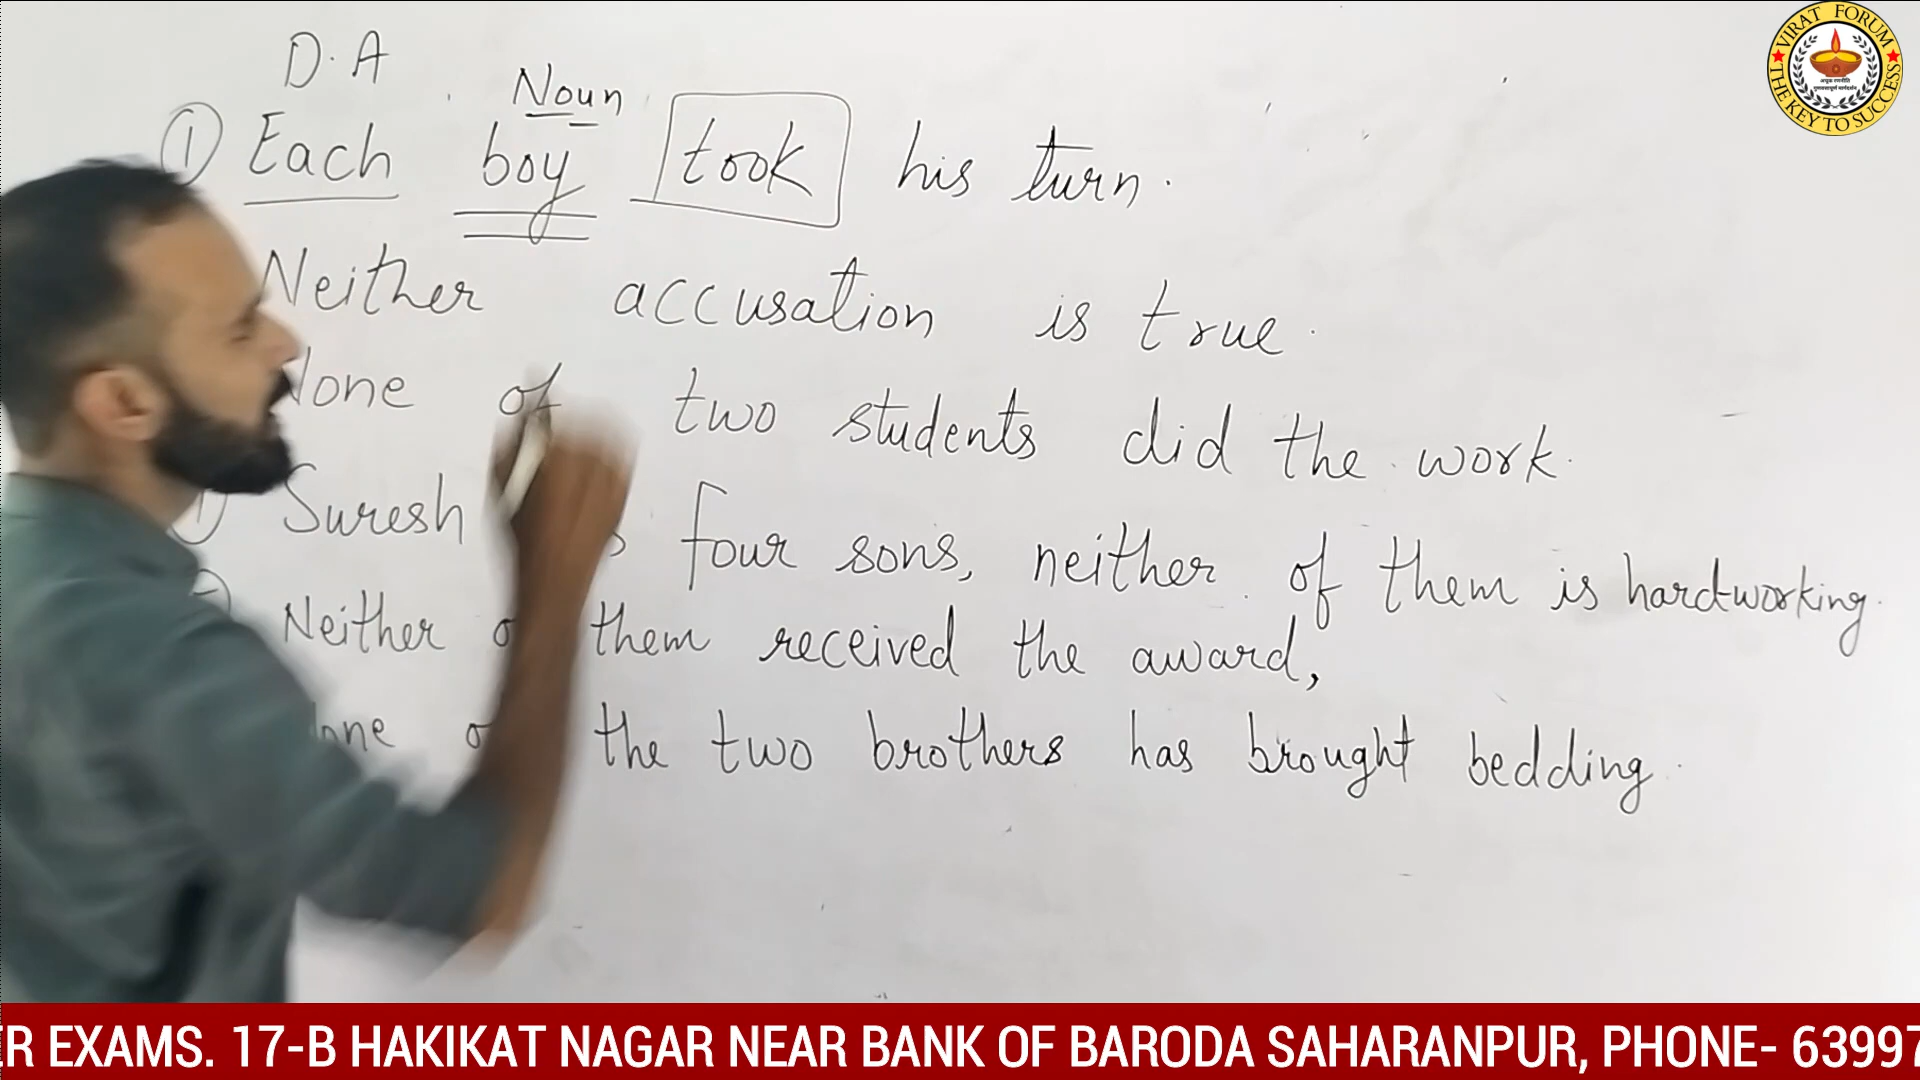 D.A
Noun
① Each boy took his turn.
Neither accusation is true.
None of two students did the work.
Suresh four sons, neither of them is hardworking.
Neither them received the award,
the two brothers has brought bedding.
VIRAT FORUM
THE KEY TO SUCCESS
R EXAMS. 17-B HAKIKAT NAGAR NEAR BANK OF BARODA SAHARANPUR, PHONE- 63997